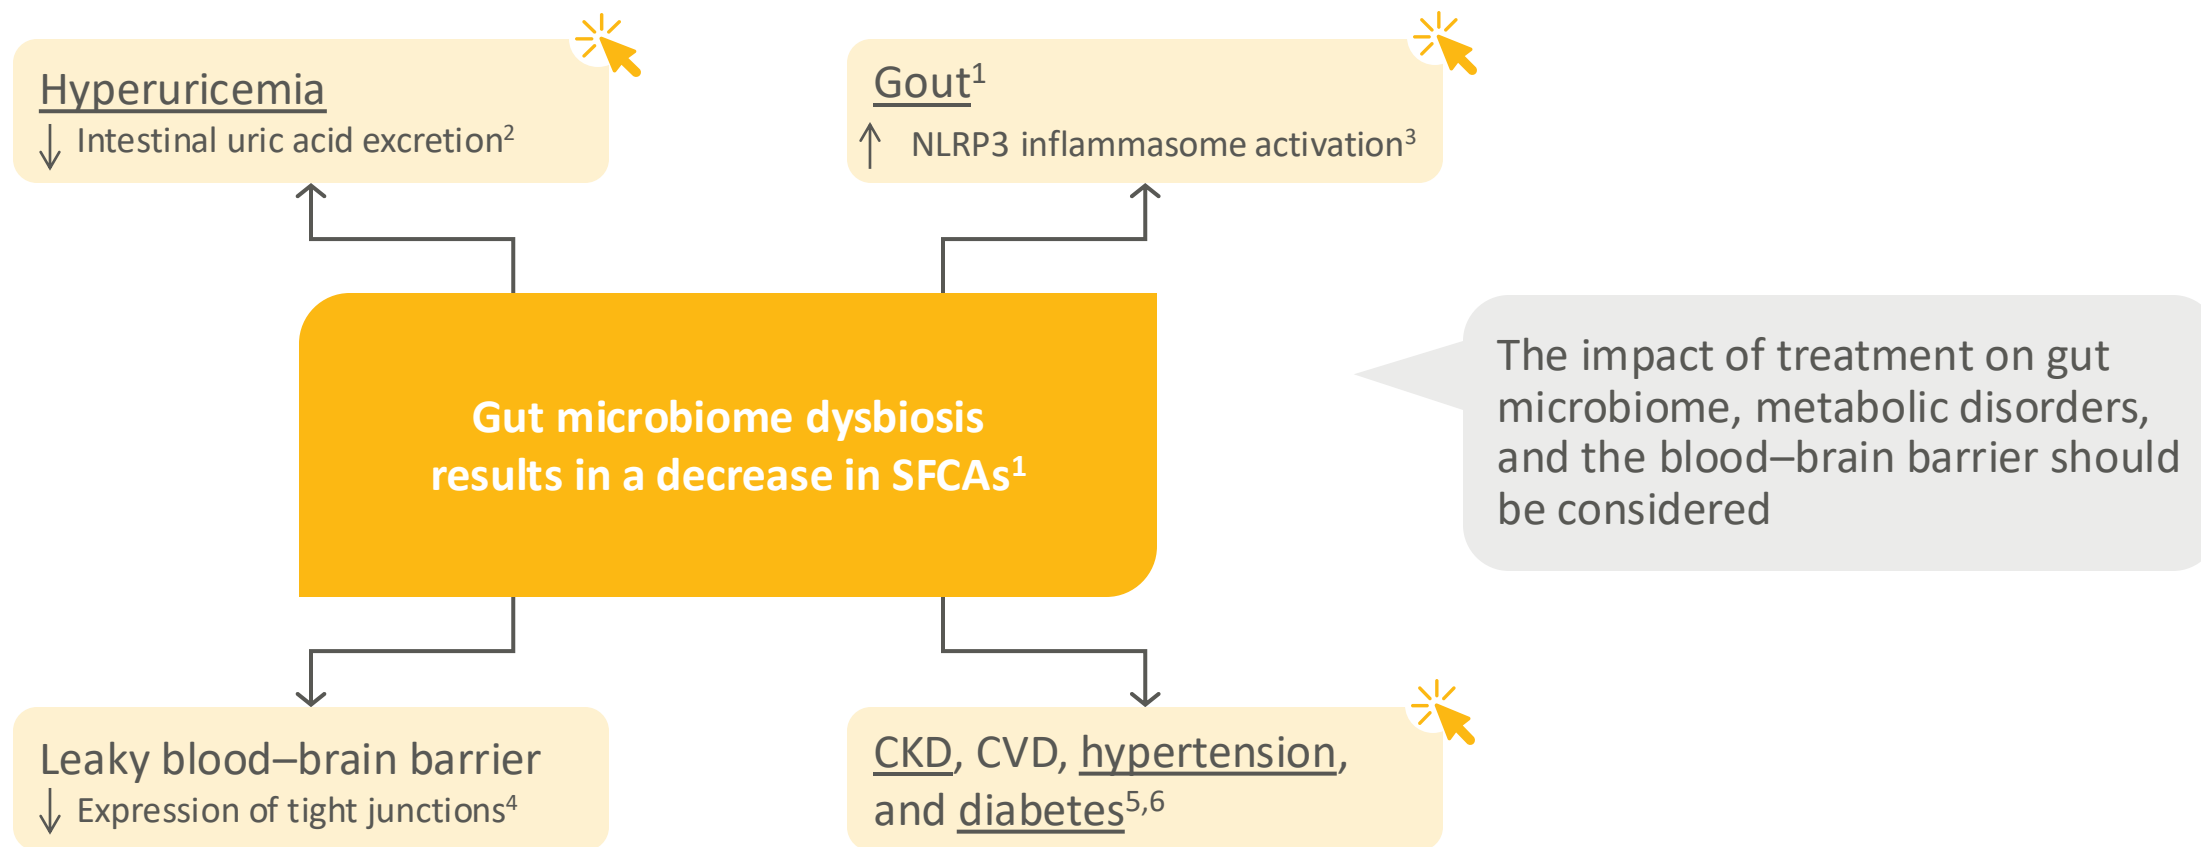 Hyperuricemia
↓ Intestinal uric acid excretion²
Gout¹
↑ NLRP3 inflammasome activation³
Gut microbiome dysbiosis
results in a decrease in SFCAs¹
The impact of treatment on gut
microbiome, metabolic disorders,
and the blood–brain barrier should
be considered
Leaky blood–brain barrier
↓ Expression of tight junctions⁴
CKD, CVD, hypertension,
and diabetes⁵,⁶